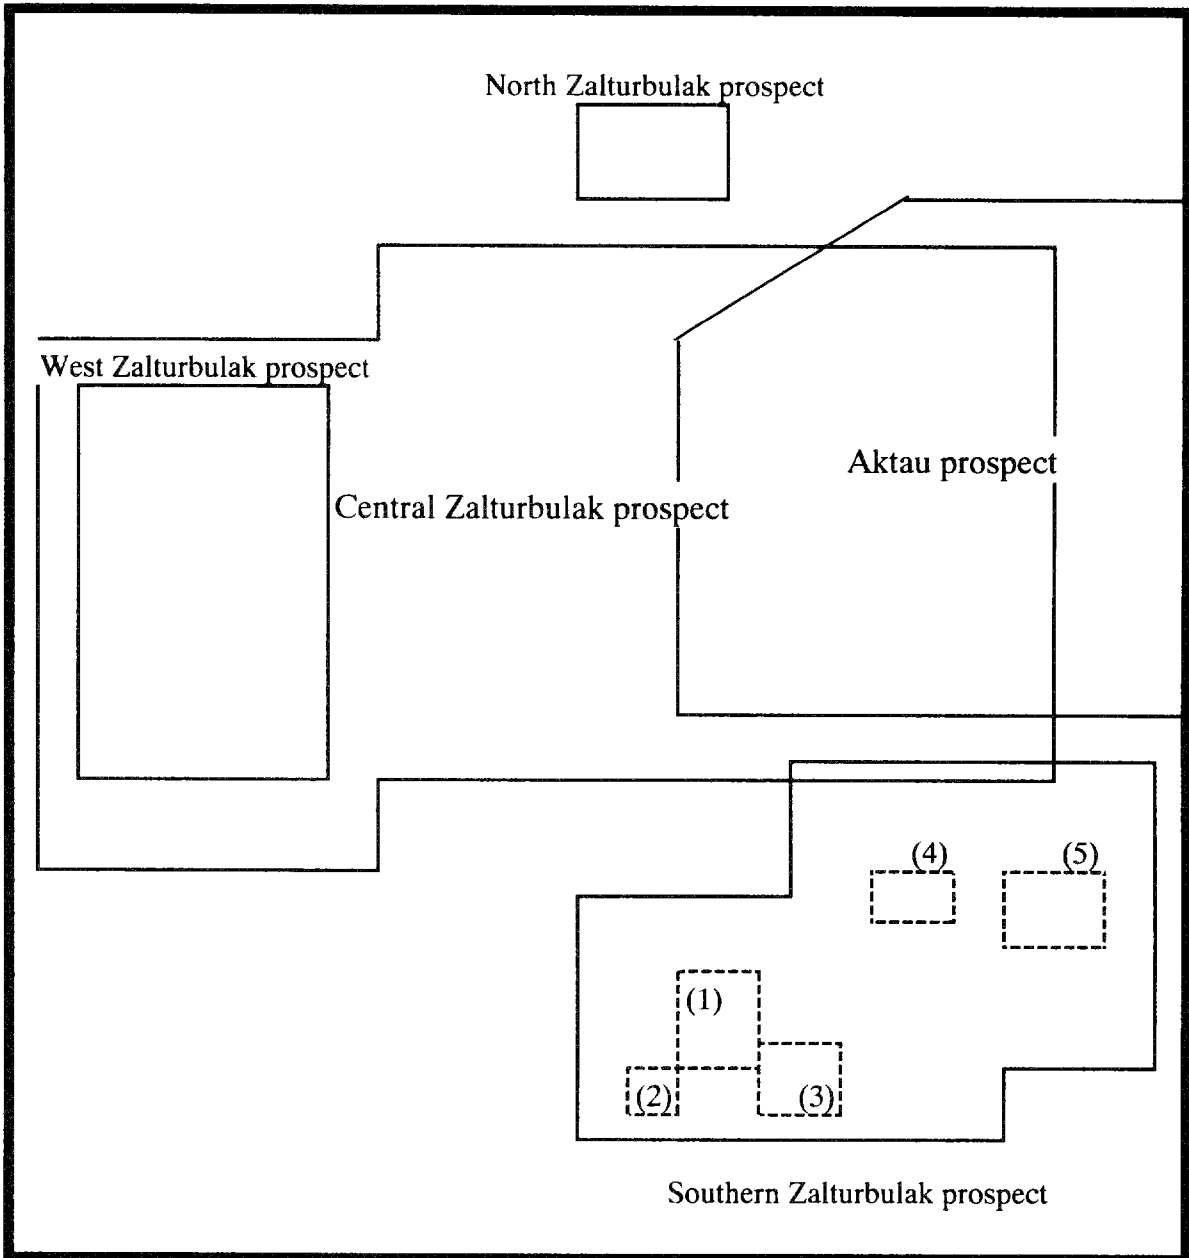 North Zalturbulak prospect
West Zalturbulak prospect
Aktau prospect
Central Zalturbulak prospect
(4)
(5)
(1)
(2)
(3)
Southern Zalturbulak prospect